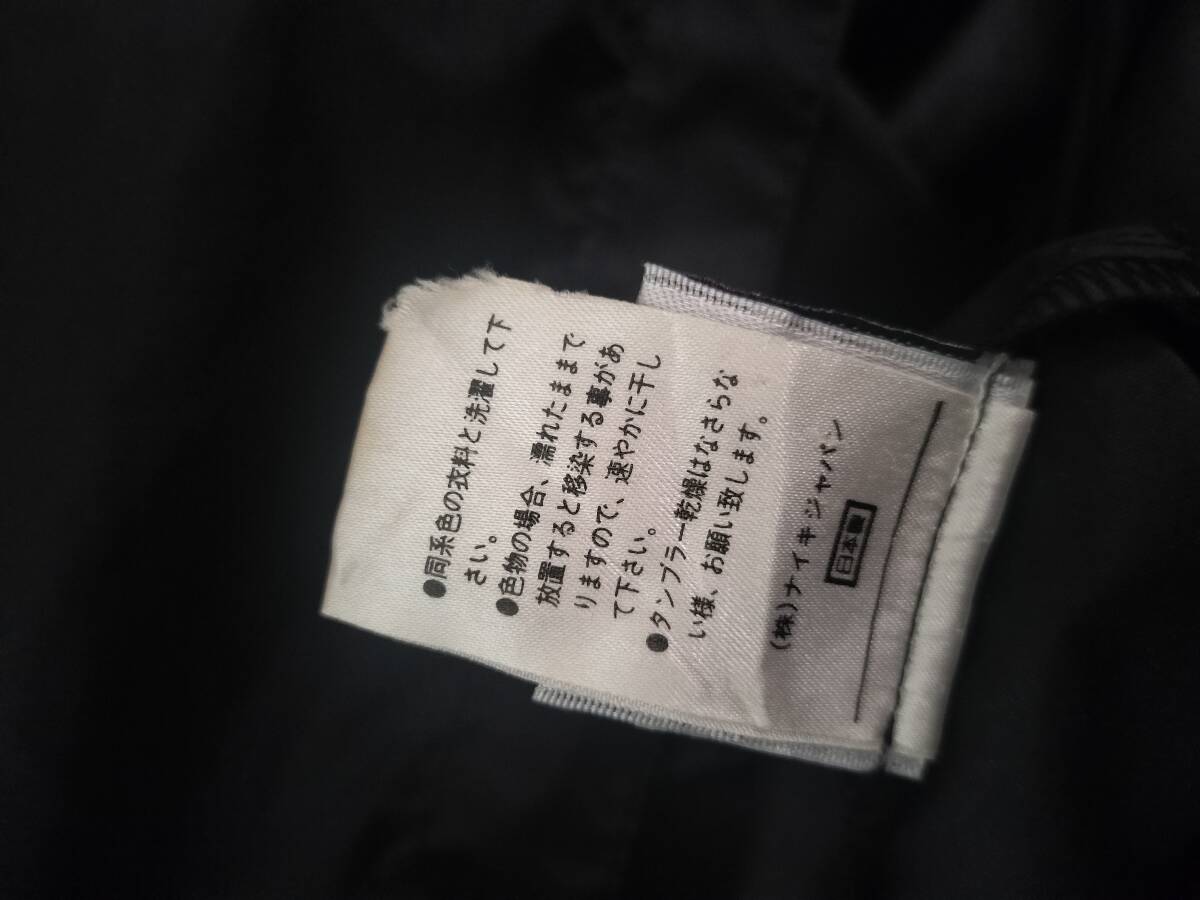 ●同系色の衣料と洗濯して下
さい。
●色物の場合、濡れたままで
放置すると移染する事があ
りますので、速やかに干し
て下さい。
●タンブラー乾燥はなさらな
い様、お願い致します。
(株)ナイキジャパン
日本製